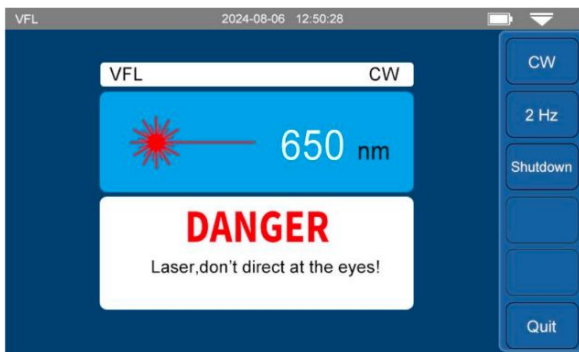 VFL 2024-08-06 12:50:28
VFL CW
650 nm
DANGER
Laser,don't direct at the eyes!
CW
2 Hz
Shutdown
Quit